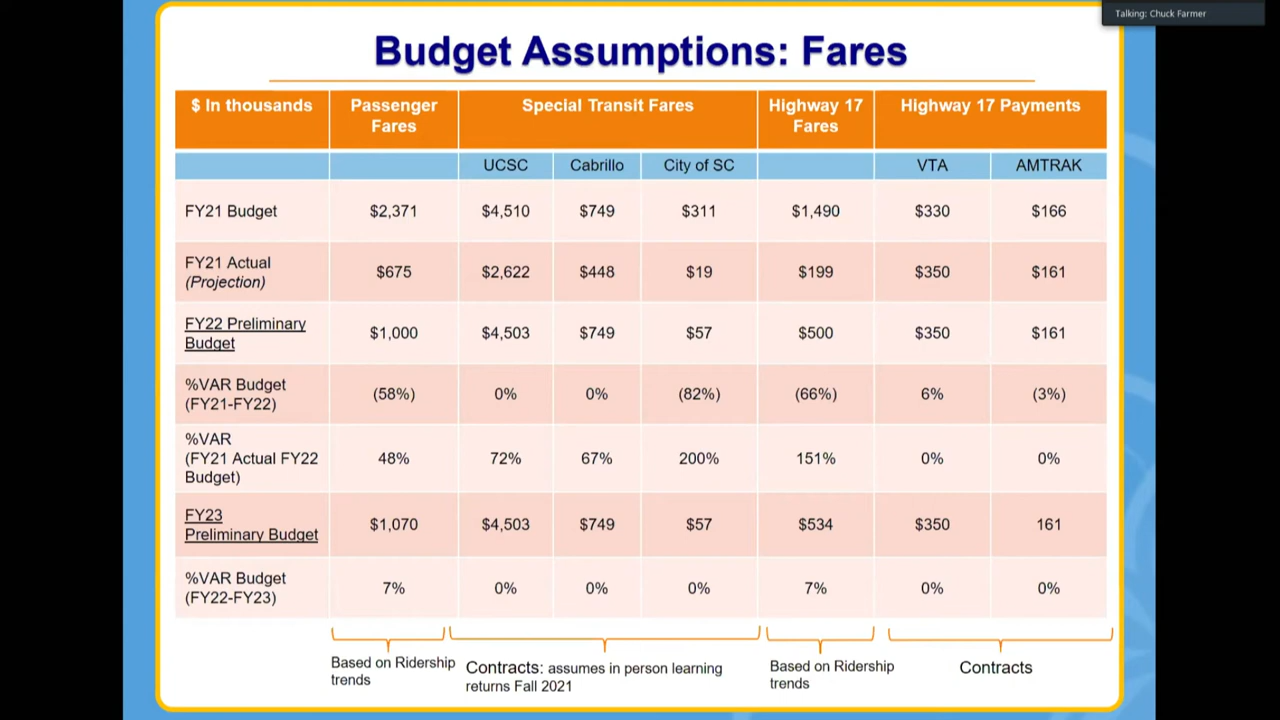 Talking: Chuck Farmer
Budget Assumptions: Fares
$ In thousands Passenger Fares Special Transit Fares Highway 17 Fares Highway 17 Payments
UCSC Cabrillo City of SC VTA AMTRAK
FY21 Budget $2,371 $4,510 $749 $311 $1,490 $330 $166
FY21 Actual (Projection) $675 $2,622 $448 $19 $199 $350 $161
FY22 Preliminary Budget $1,000 $4,503 $749 $57 $500 $350 $161
%VAR Budget (FY21-FY22) (58%) 0% 0% (82%) (66%) 6% (3%)
%VAR (FY21 Actual FY22 Budget) 48% 72% 67% 200% 151% 0% 0%
FY23 Preliminary Budget $1,070 $4,503 $749 $57 $534 $350 161
%VAR Budget (FY22-FY23) 7% 0% 0% 0% 7% 0% 0%
Based on Ridership trends
Contracts: assumes in person learning returns Fall 2021
Based on Ridership trends
Contracts